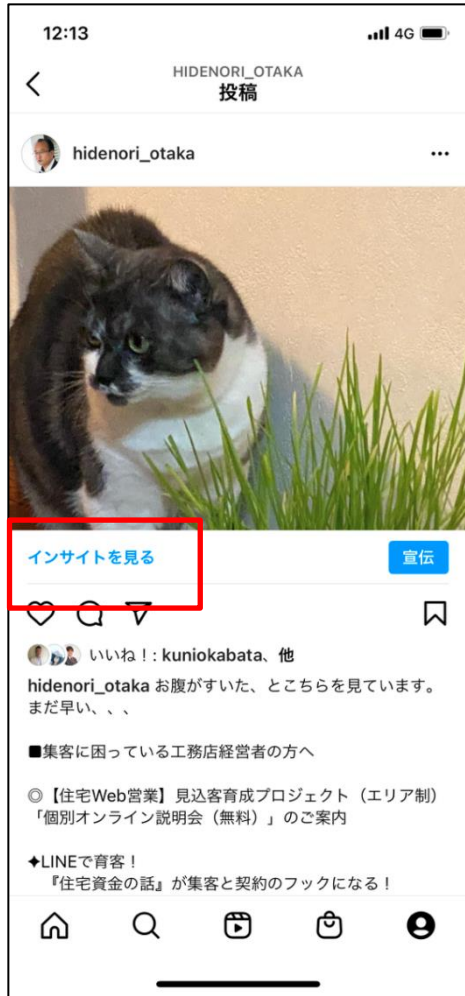 12:13
4G
HIDENORI_OTAKA
投稿
hidenori_otaka
インサイトを見る
宣伝
いいね！: kuniokabata、他
hidenori_otaka お腹がすいた、とこちらを見ています。
まだ早い、、、
■集客に困っている工務店経営者の方へ
◎【住宅Web営業】見込客育成プロジェクト（エリア制）
「個別オンライン説明会（無料）」のご案内
✦LINEで育客！
『住宅資金の話』が集客と契約のフックになる！